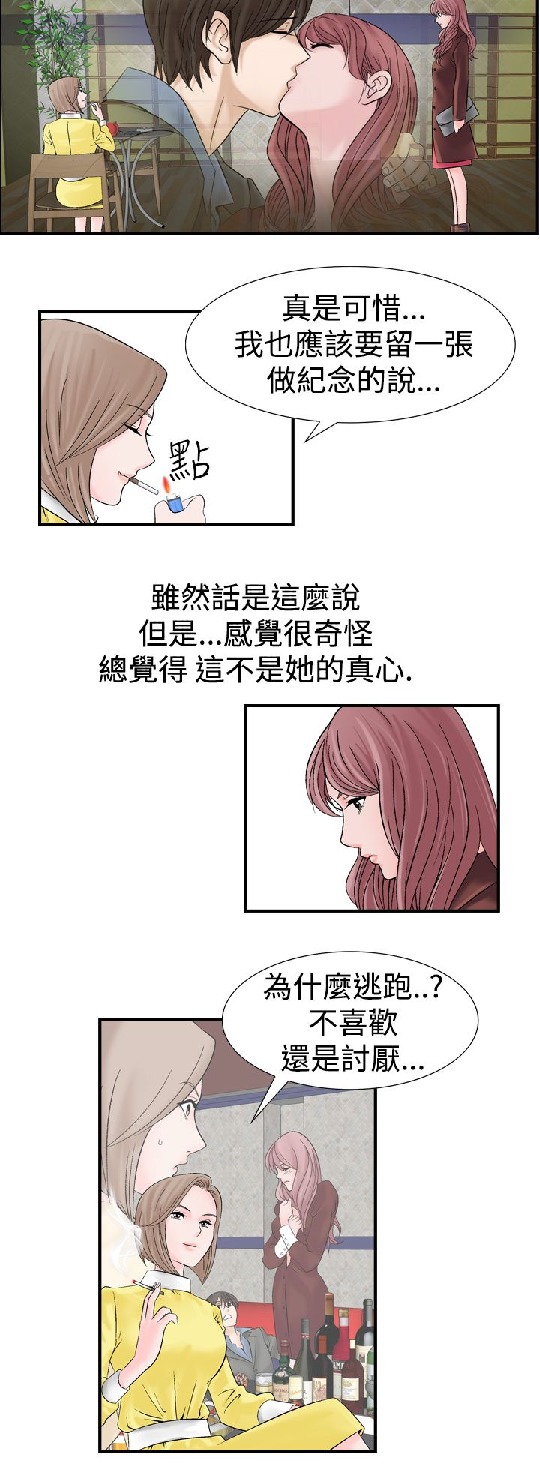 真是可惜...
我也應該要留一張
做紀念的說...
點
雖然話是這麼說
但是...感覺很奇怪
總覺得 這不是她的真心.
為什麼逃跑..?
不喜歡
還是討厭...